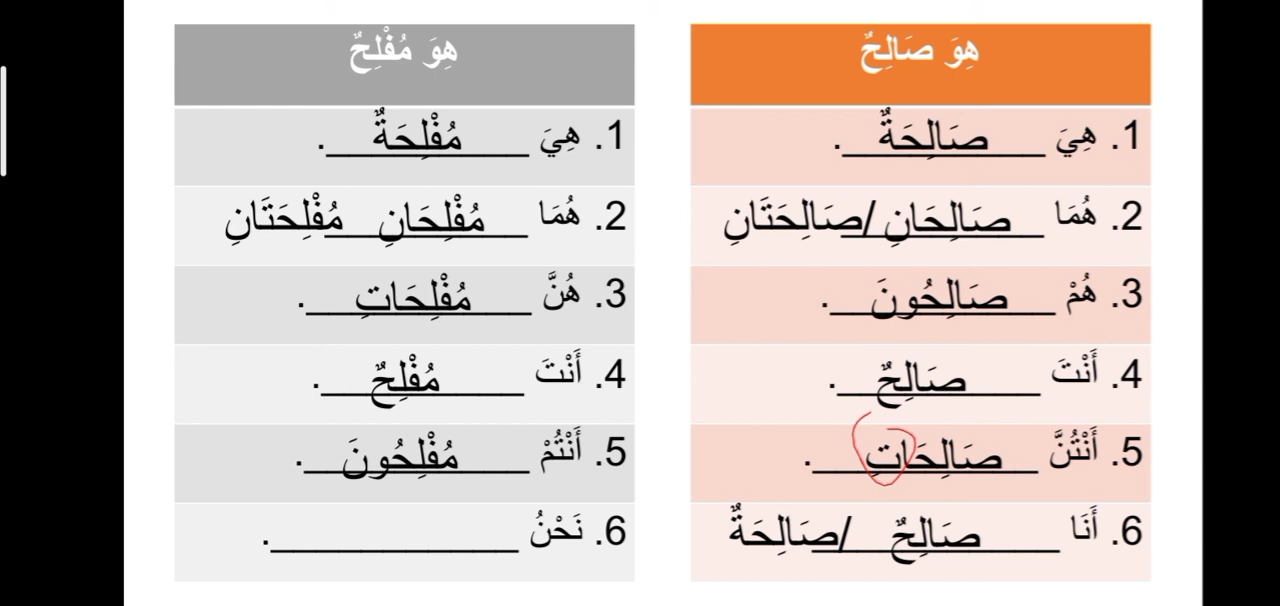 هِوَ صَالِحٌ
1. هِيَ صَالِحَةٌ.
2. هُمَا صَالِحَانِ/صَالِحَتَانِ
3. هُمْ صَالِحُونَ.
4. أَنْتَ صَالِحٌ.
5. أَنْتُنَّ صَالِحَاتِ.
6. أَنَا صَالِحٌ/صَالِحَةٌ
هِوَ مُفْلِحٌ
1. هِيَ مُفْلِحَةٌ.
2. هُمَا مُفْلِحَانِ مُفْلِحَتَانِ
3. هُنَّ مُفْلِحَاتِ.
4. أَنْتَ مُفْلِحٌ.
5. أَنْتُمْ مُفْلِحُونَ.
6. نَحْنُ ___________.